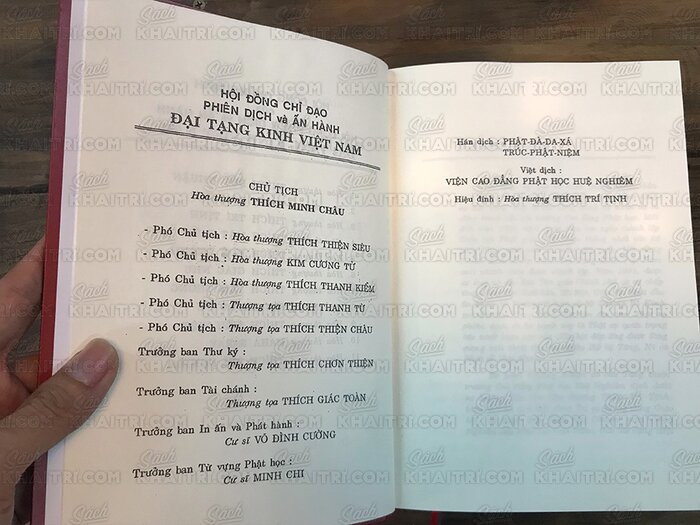 HỘI ĐỒNG CHỈ ĐẠO
PHIÊN DỊCH và ẤN HÀNH
ĐẠI TẠNG KINH VIỆT NAM
CHỦ TỊCH
Hòa thượng THÍCH MINH CHÂU
- Phó Chủ tịch : Hòa thượng THÍCH THIỆN SIÊU
- Phó Chủ tịch : Hòa thượng KIM CƯƠNG TỬ
- Phó Chủ tịch : Hòa thượng THÍCH THANH KIỂM
- Phó Chủ tịch : Thượng tọa THÍCH THANH TỪ
- Phó Chủ tịch : Thượng tọa THÍCH THIỆN CHÂU
Trưởng ban Thư ký :
Thượng tọa THÍCH CHƠN THIỆN
Trưởng ban Tài chánh :
Thượng tọa THÍCH GIÁC TOÀN
Trưởng ban In ấn và Phát hành :
Cư sĩ VÕ ĐÌNH CƯỜNG
Trưởng ban Từ vựng Phật học :
Cư sĩ MINH CHI
Hán dịch : PHẬT-ĐÀ-DA-XÁ
TRÚC-PHẬT-NIỆM
Việt dịch :
VIỆN CAO ĐẲNG PHẬT HỌC HUỆ NGHIÊM
Hiệu đính : Hòa thượng THÍCH TRÍ TỊNH
Sách
KHAITRI.COM